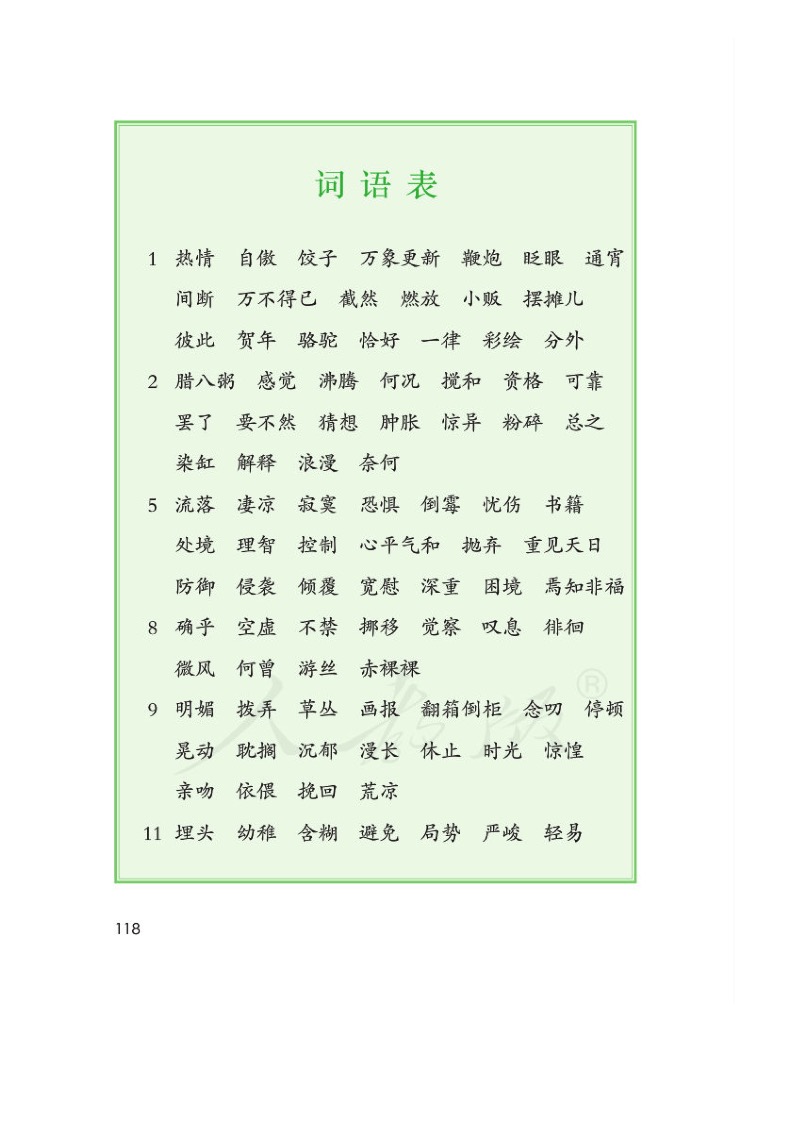 词语表
1 热情 自傲 饺子 万象更新 鞭炮 眨眼 通宵
间断 万不得已 截然 燃放 小贩 摆摊儿
彼此 贺年 骆驼 恰好 一律 彩绘 分外
2 腊八粥 感觉 沸腾 何况 搅和 资格 可靠
罢了 要不然 猜想 肿胀 惊异 粉碎 总之
染缸 解释 浪漫 奈何
5 流落 凄凉 寂寞 恐惧 倒霉 忧伤 书籍
处境 理智 控制 心平气和 抛弃 重见天日
防御 侵袭 倾覆 宽慰 深重 困境 焉知非福
8 确乎 空虚 不禁 挪移 觉察 叹息 徘徊
微风 何曾 游丝 赤裸裸
9 明媚 拨弄 草丛 画报 翻箱倒柜 念叨 停顿
晃动 耽搁 沉郁 漫长 休止 时光 惊惶
亲吻 依偎 挽回 荒凉
人教版®
11 埋头 幼稚 含糊 避免 局势 严峻 轻易
118